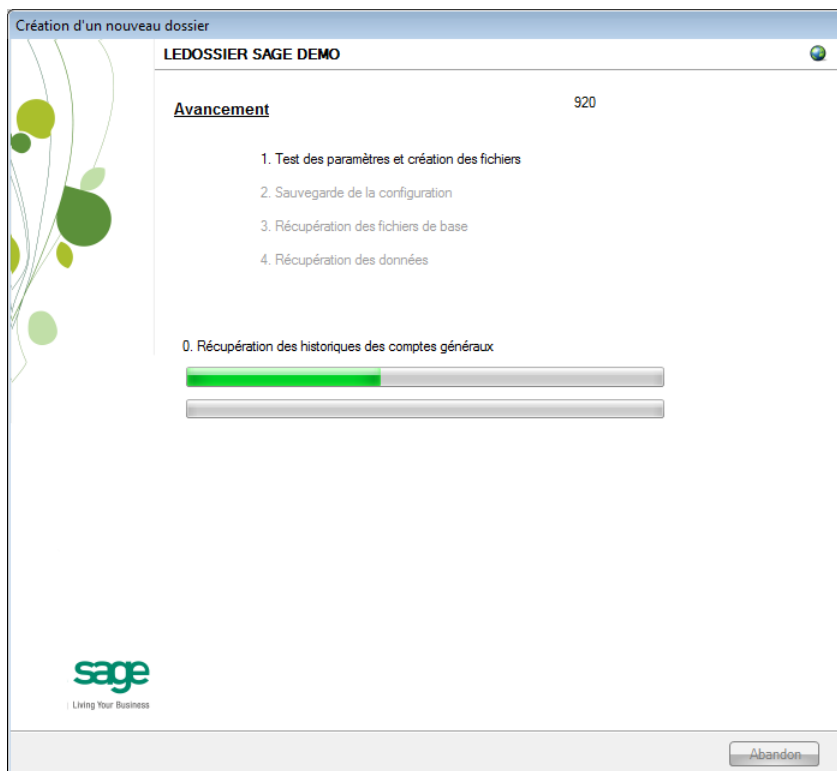 Création d'un nouveau dossier
LEDOSSIER SAGE DEMO
Avancement
920
1. Test des paramètres et création des fichiers
2. Sauvegarde de la configuration
3. Récupération des fichiers de base
4. Récupération des données
0. Récupération des historiques des comptes généraux
sage
Living Your Business
Abandon